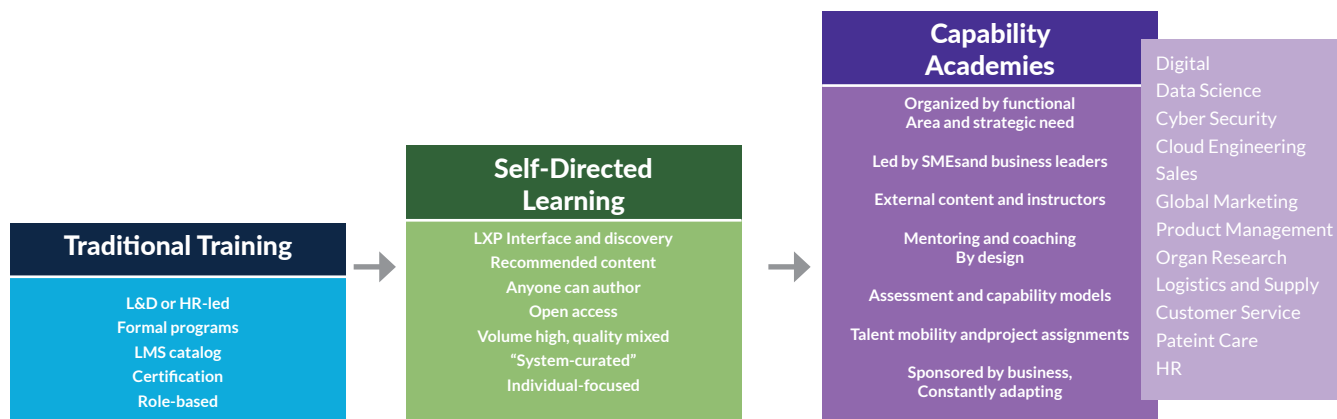 Traditional Training
L&D or HR-led
Formal programs
LMS catalog
Certification
Role-based
Self-Directed
Learning
LXP Interface and discovery
Recommended content
Anyone can author
Open access
Volume high, quality mixed
“System-curated”
Individual-focused
Capability
Academies
Organized by functional
Area and strategic need
Led by SMEsand business leaders
External content and instructors
Mentoring and coaching
By design
Assessment and capability models
Talent mobility andproject assignments
Sponsored by business,
Constantly adapting
Digital
Data Science
Cyber Security
Cloud Engineering
Sales
Global Marketing
Product Management
Organ Research
Logistics and Supply
Customer Service
Pateint Care
HR